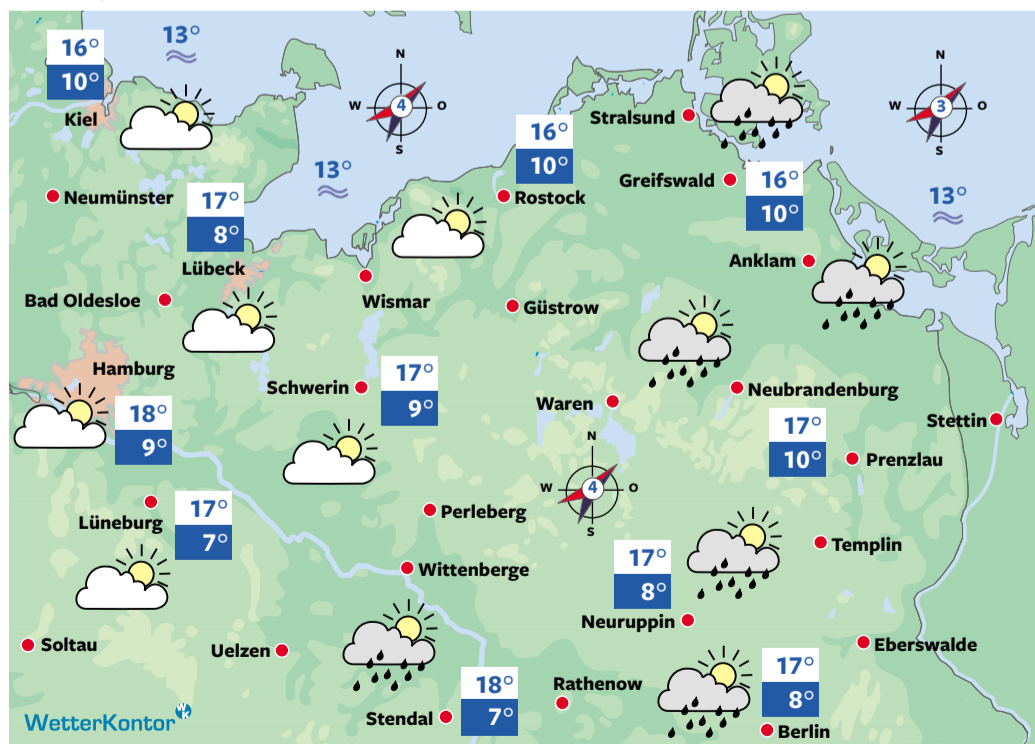 16°
10°
Kiel
13°
N
W
4
O
S
Stralsund
N
W
3
O
S
16°
10°
Rostock
Neumünster
17°
8°
Lübeck
13°
Greifswald
16°
10°
13°
Anklam
Bad Oldesloe
Wismar
Güstrow
Hamburg
18°
9°
Schwerin
17°
9°
Waren
Neubrandenburg
Stettin
17°
10°
Prenzlau
N
W
4
O
S
Lüneburg
17°
7°
Perleberg
Wittenberge
Templin
17°
8°
Neuruppin
Soltau
Uelzen
Eberswalde
18°
7°
Stendal
Rathenow
17°
8°
Berlin
WetterKontor
WK